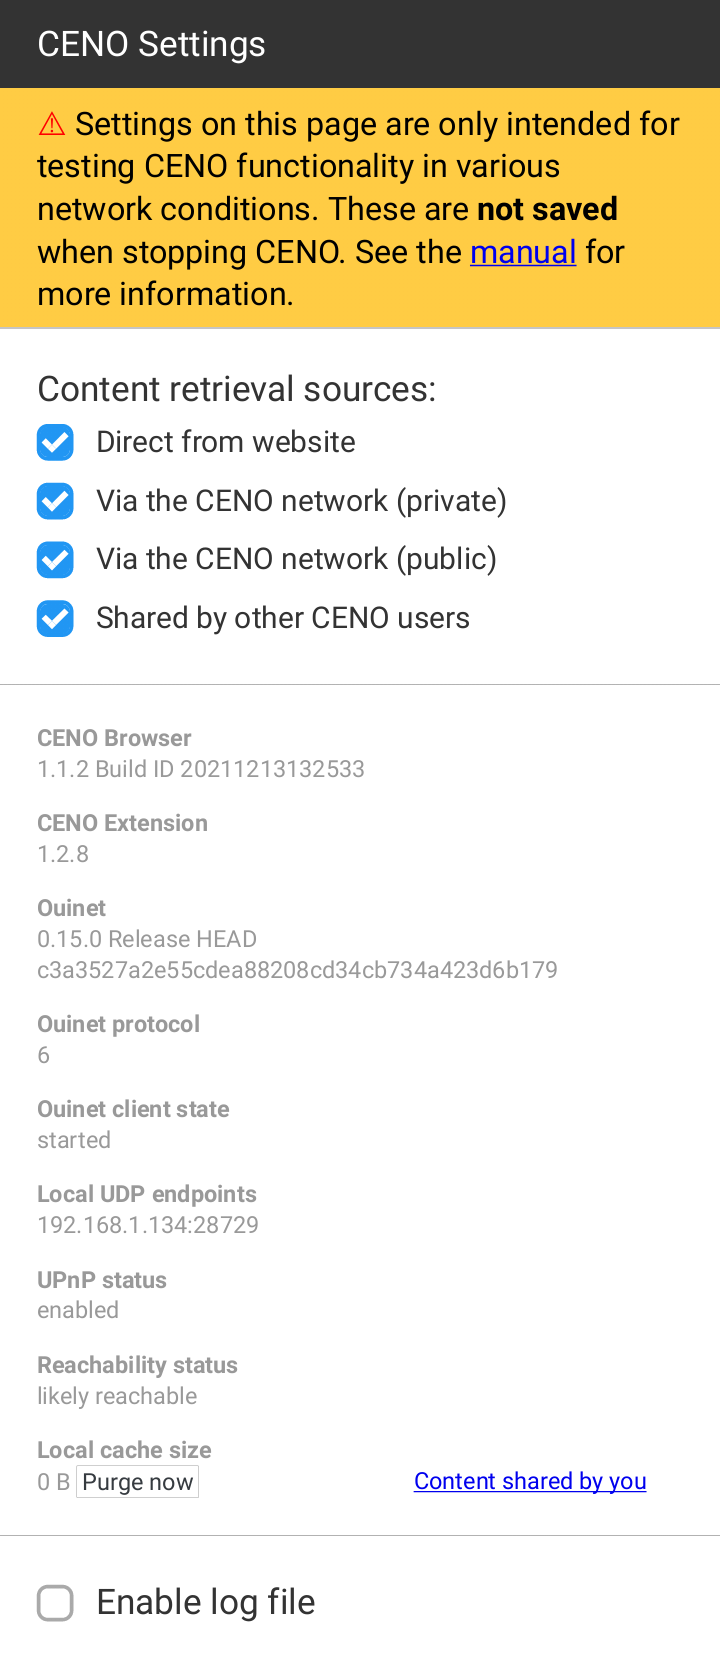 CENO Settings
⚠ Settings on this page are only intended for
testing CENO functionality in various
network conditions. These are not saved
when stopping CENO. See the manual for
more information.
Content retrieval sources:
Direct from website
Via the CENO network (private)
Via the CENO network (public)
Shared by other CENO users
CENO Browser
1.1.2 Build ID 20211213132533
CENO Extension
1.2.8
Ouinet
0.15.0 Release HEAD
c3a3527a2e55cdea88208cd34cb734a423d6b179
Ouinet protocol
6
Ouinet client state
started
Local UDP endpoints
192.168.1.134:28729
UPnP status
enabled
Reachability status
likely reachable
Local cache size
0 B Purge now Content shared by you
Enable log file